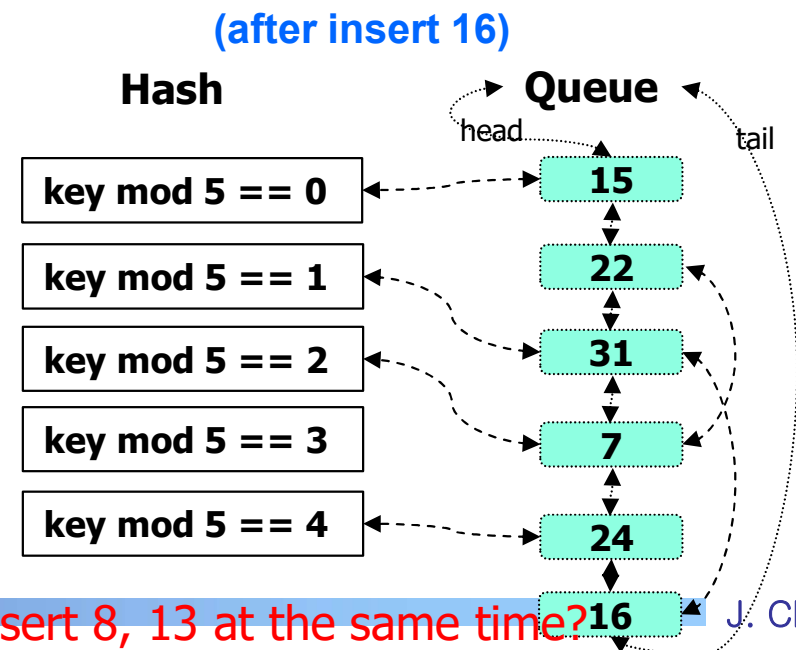 (after insert 16)
Hash
Queue
head
tail
key mod 5 == 0
15
key mod 5 == 1
22
key mod 5 == 2
31
key mod 5 == 3
7
key mod 5 == 4
24
16
sert 8, 13 at the same time?
J. Cl